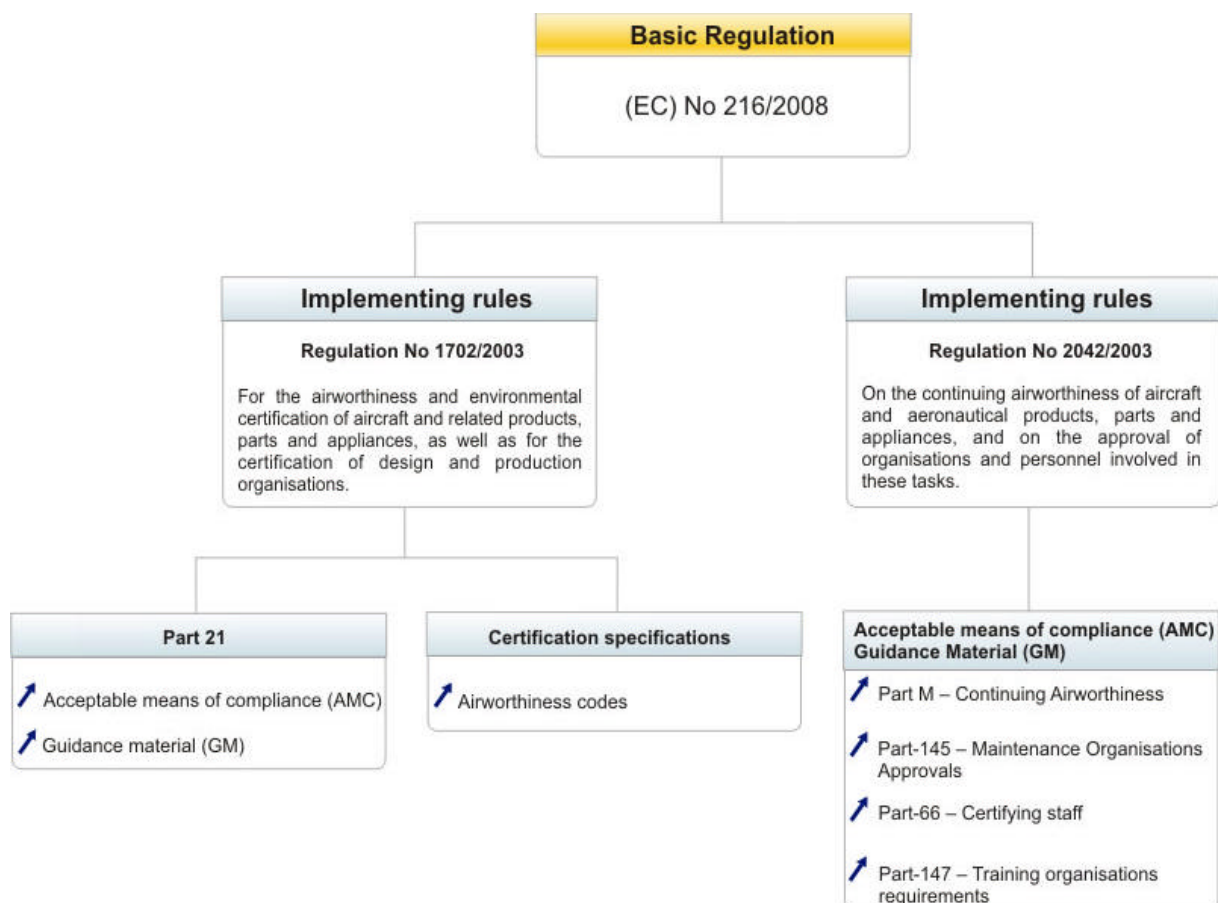 Basic Regulation
(EC) No 216/2008
Implementing rules
Regulation No 1702/2003
For the airworthiness and environmental
certification of aircraft and related products,
parts and appliances, as well as for the
certification of design and production
organisations.
Implementing rules
Regulation No 2042/2003
On the continuing airworthiness of aircraft
and aeronautical products, parts and
appliances, and on the approval of
organisations and personnel involved in
these tasks.
Part 21
Acceptable means of compliance (AMC)
Guidance material (GM)
Certification specifications
Airworthiness codes
Acceptable means of compliance (AMC)
Guidance Material (GM)
Part M – Continuing Airworthiness
Part-145 – Maintenance Organisations
Approvals
Part-66 – Certifying staff
Part-147 – Training organisations
requirements